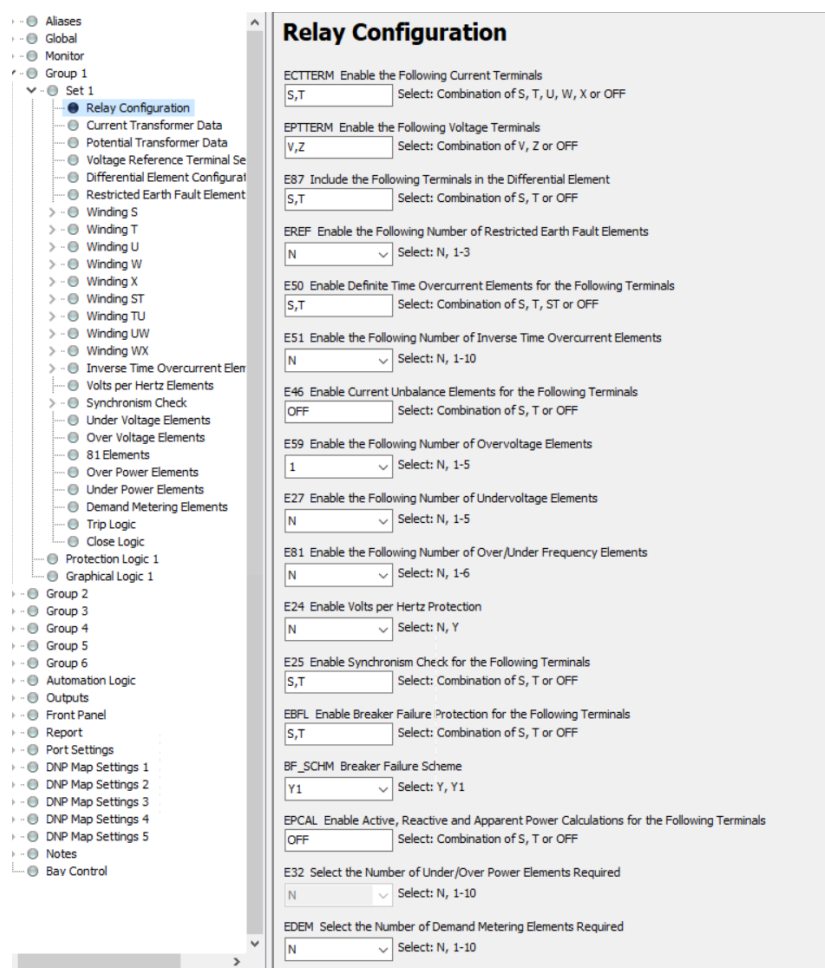 Aliases
Global
Monitor
Group 1
Set 1
Relay Configuration
Current Transformer Data
Potential Transformer Data
Voltage Reference Terminal Se
Differential Element Configurat
Restricted Earth Fault Element
Winding S
Winding T
Winding U
Winding W
Winding X
Winding ST
Winding TU
Winding UW
Winding WX
Inverse Time Overcurrent Elem
Volts per Hertz Elements
Synchronism Check
Under Voltage Elements
Over Voltage Elements
81 Elements
Over Power Elements
Under Power Elements
Demand Metering Elements
Trip Logic
Close Logic
Protection Logic 1
Graphical Logic 1
Group 2
Group 3
Group 4
Group 5
Group 6
Automation Logic
Outputs
Front Panel
Report
Port Settings
DNP Map Settings 1
DNP Map Settings 2
DNP Map Settings 3
DNP Map Settings 4
DNP Map Settings 5
Notes
Bay Control
Relay Configuration
ECTTERM Enable the Following Current Terminals
S,T Select: Combination of S, T, U, W, X or OFF
EPTTERM Enable the Following Voltage Terminals
V,Z Select: Combination of V, Z or OFF
E87 Include the Following Terminals in the Differential Element
S,T Select: Combination of S, T or OFF
EREF Enable the Following Number of Restricted Earth Fault Elements
N Select: N, 1-3
E50 Enable Definite Time Overcurrent Elements for the Following Terminals
S,T Select: Combination of S, T, ST or OFF
E51 Enable the Following Number of Inverse Time Overcurrent Elements
N Select: N, 1-10
E46 Enable Current Unbalance Elements for the Following Terminals
OFF Select: Combination of S, T or OFF
E59 Enable the Following Number of Overvoltage Elements
1 Select: N, 1-5
E27 Enable the Following Number of Undervoltage Elements
N Select: N, 1-5
E81 Enable the Following Number of Over/Under Frequency Elements
N Select: N, 1-6
E24 Enable Volts per Hertz Protection
N Select: N, Y
E25 Enable Synchronism Check for the Following Terminals
S,T Select: Combination of S, T or OFF
EBFL Enable Breaker Failure Protection for the Following Terminals
S,T Select: Combination of S, T or OFF
BF_SCHM Breaker Failure Scheme
Y1 Select: Y, Y1
EPCAL Enable Active, Reactive and Apparent Power Calculations for the Following Terminals
OFF Select: Combination of S, T or OFF
E32 Select the Number of Under/Over Power Elements Required
N Select: N, 1-10
EDEM Select the Number of Demand Metering Elements Required
N Select: N, 1-10